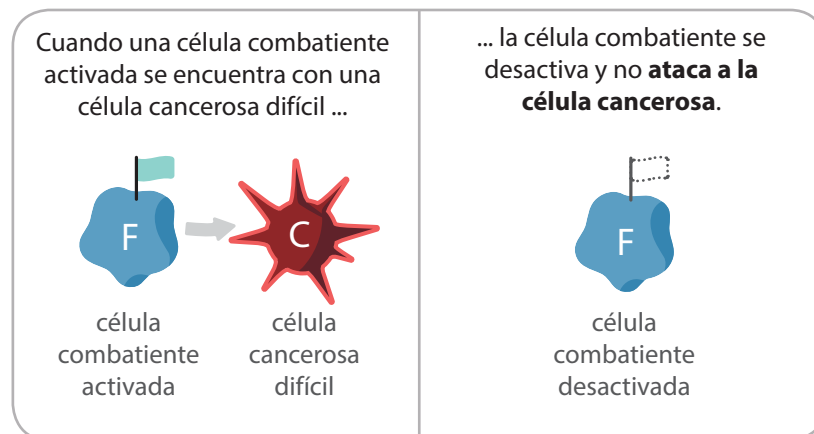 Cuando una célula combatiente
activada se encuentra con una
célula cancerosa difícil ...
F
C
célula
combatiente
activada
célula
cancerosa
difícil
... la célula combatiente se
desactiva y no ataca a la
célula cancerosa.
F
célula
combatiente
desactivada